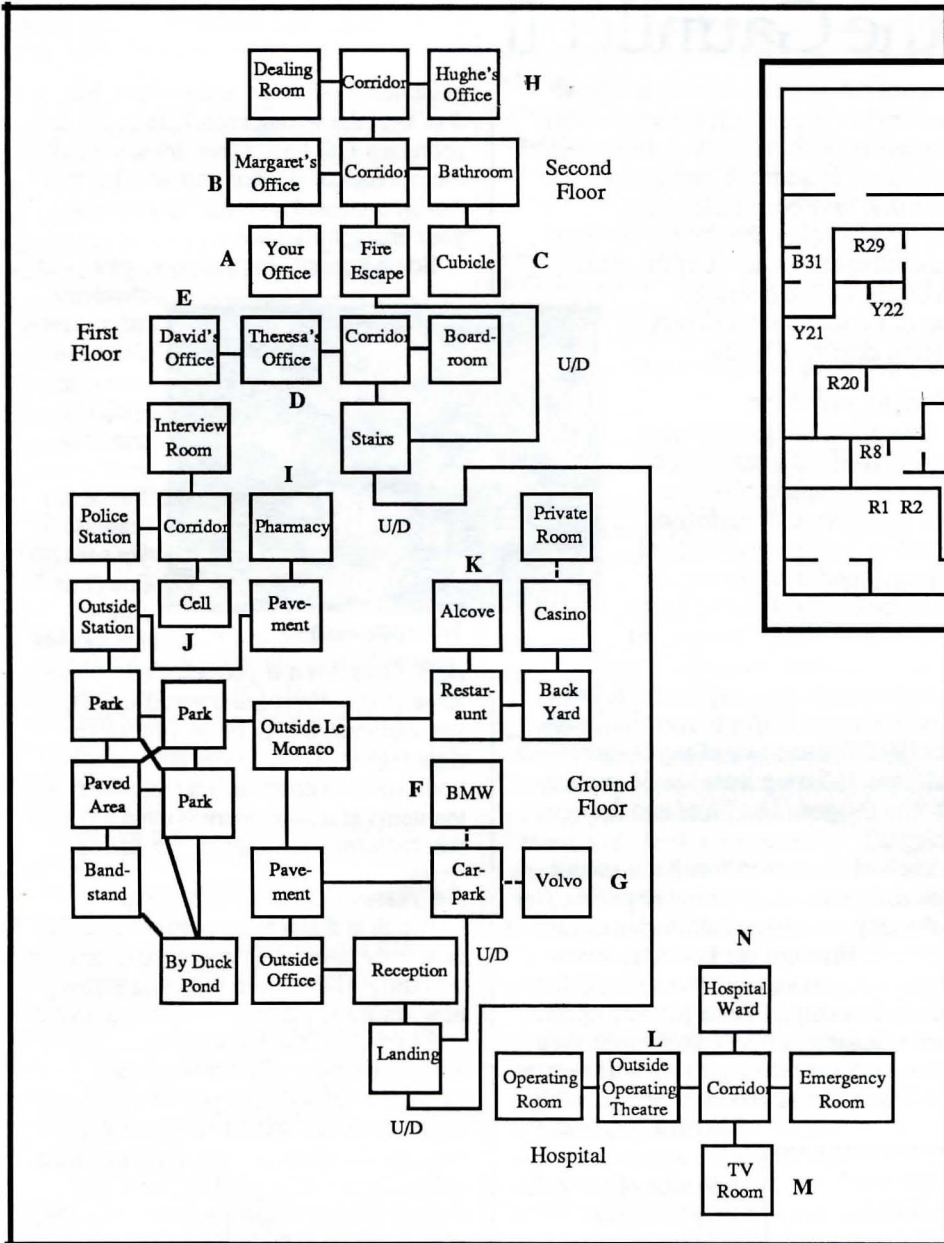 Dealing
Room
Corridor
Hughe's
Office
H
B
Margaret's
Office
Corridor
Bathroom
Second
Floor
A
Your
Office
Fire
Escape
Cubicle
C
E
First
Floor
David's
Office
Theresa's
Office
Corridor
Board-
room
U/D
D
Interview
Room
Stairs
I
Police
Station
Corridor
Pharmacy
U/D
Private
Room
K
Outside
Station
Cell
J
Pave-
ment
Alcove
Casino
Park
Park
Outside Le
Monaco
Restar-
aunt
Back
Yard
Paved
Area
Park
F
BMW
Ground
Floor
Band-
stand
Pave-
ment
Car-
park
Volvo
G
By Duck
Pond
Outside
Office
Reception
U/D
N
Landing
Hospital
Ward
L
Operating
Room
Outside
Operating
Theatre
Corridor
Emergency
Room
U/D
Hospital
TV
Room
M
B31
R29
Y22
Y21
R20
R8
R1 R2